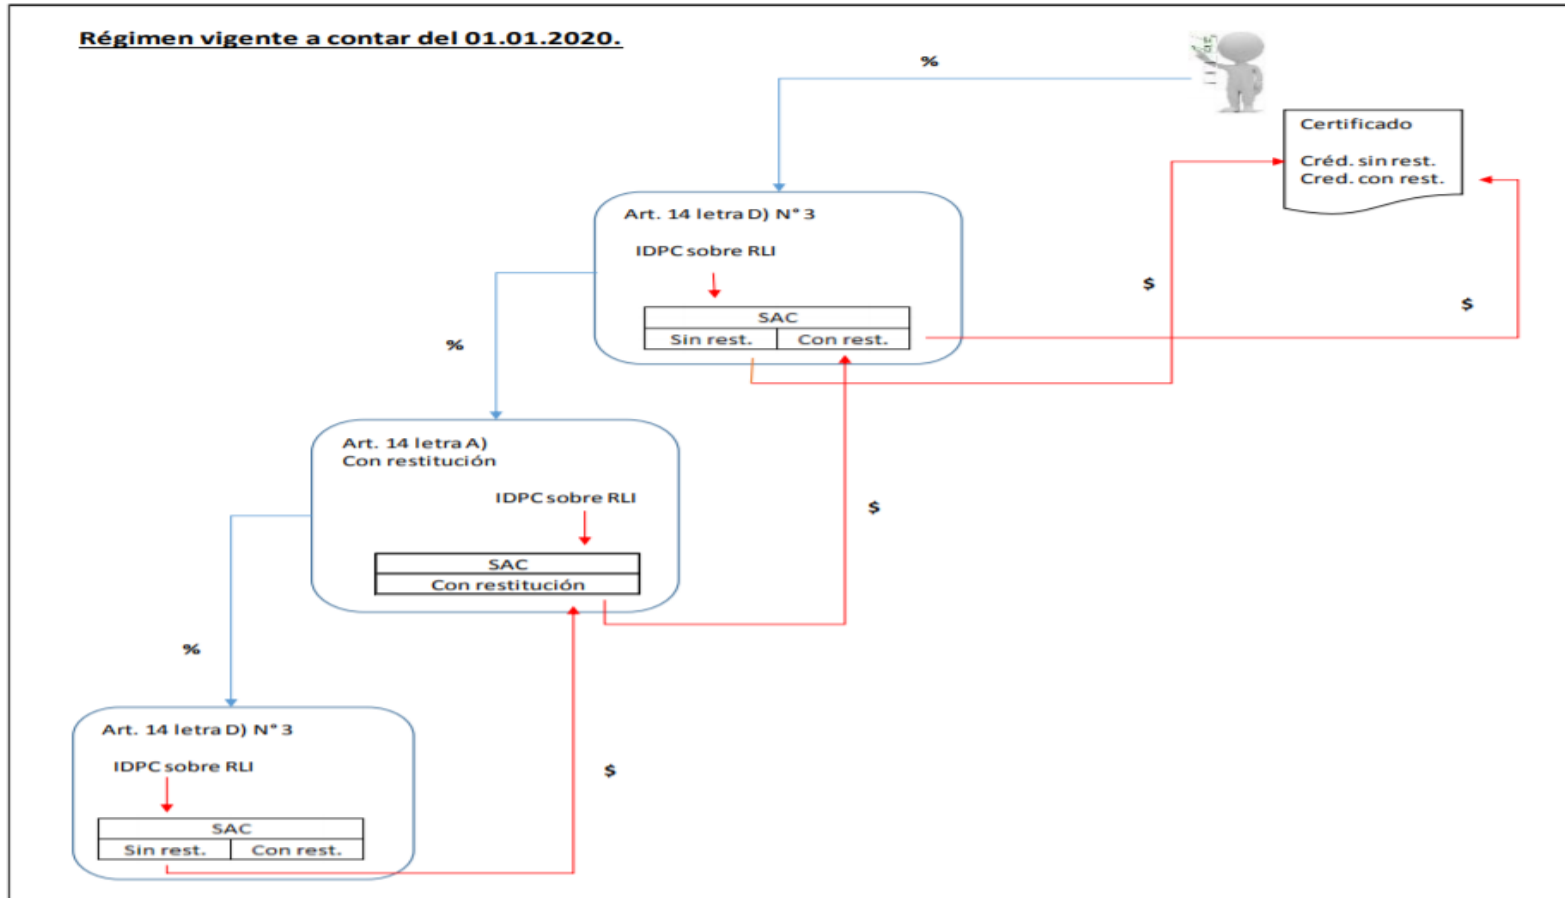 Régimen vigente a contar del 01.01.2020.
%
Certificado
Créd. sin rest.
Cred. con rest.
Art. 14 letra D) N° 3
IDPC sobre RLI
SAC
Sin rest. Con rest.
$
$
%
Art. 14 letra A)
Con restitución
IDPC sobre RLI
SAC
Con restitución
$
%
Art. 14 letra D) N° 3
IDPC sobre RLI
SAC
Sin rest. Con rest.
$